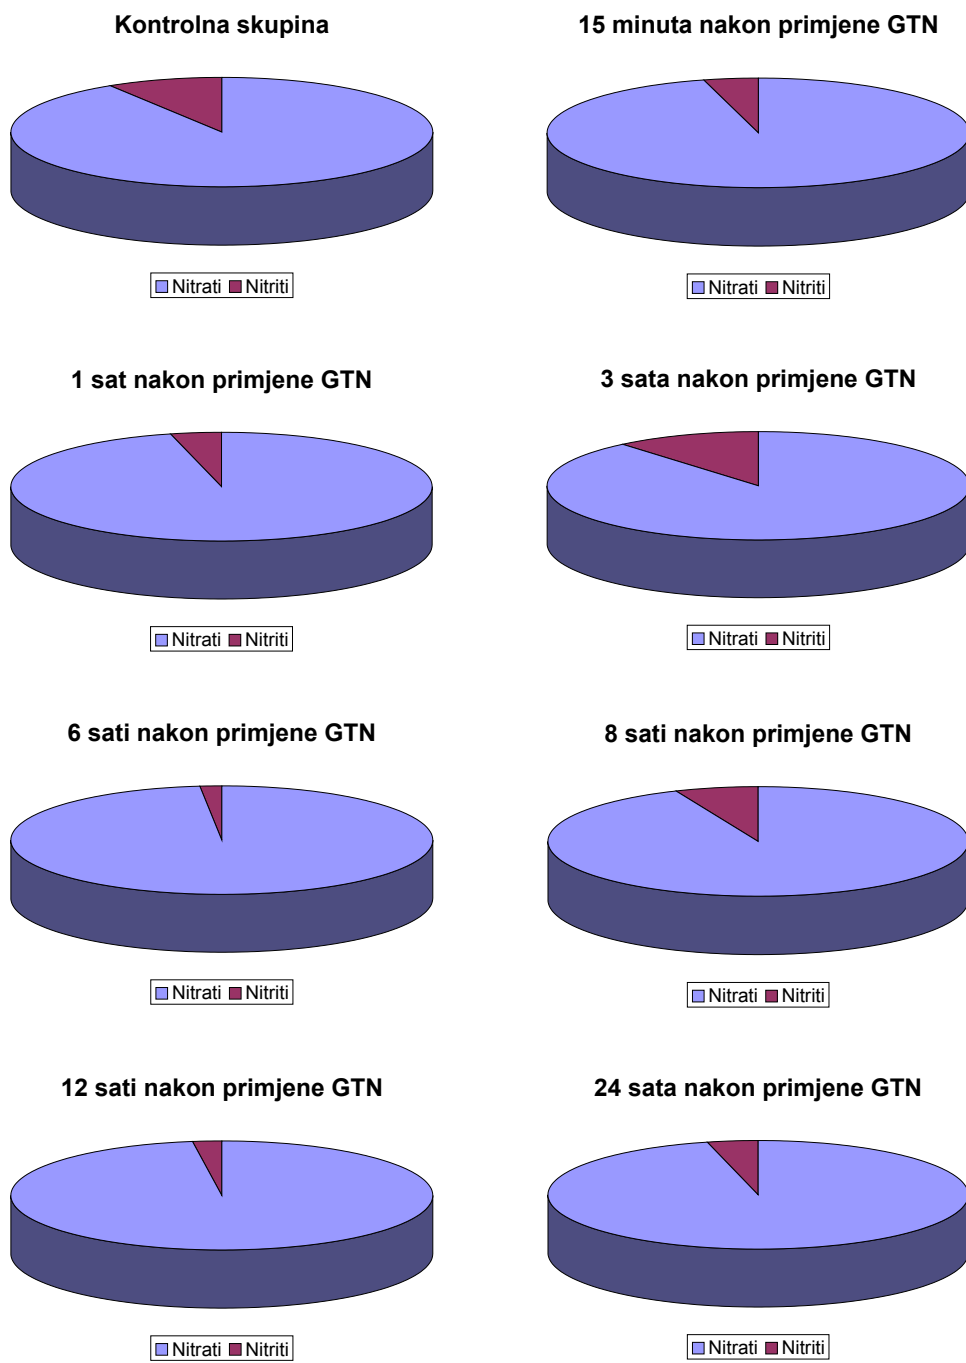 Kontrolna skupina
15 minuta nakon primjene GTN
Nitrati Nitriti
Nitrati Nitriti
1 sat nakon primjene GTN
3 sata nakon primjene GTN
Nitrati Nitriti
Nitrati Nitriti
6 sati nakon primjene GTN
8 sati nakon primjene GTN
Nitrati Nitriti
Nitrati Nitriti
12 sati nakon primjene GTN
24 sata nakon primjene GTN
Nitrati Nitriti
Nitrati Nitriti